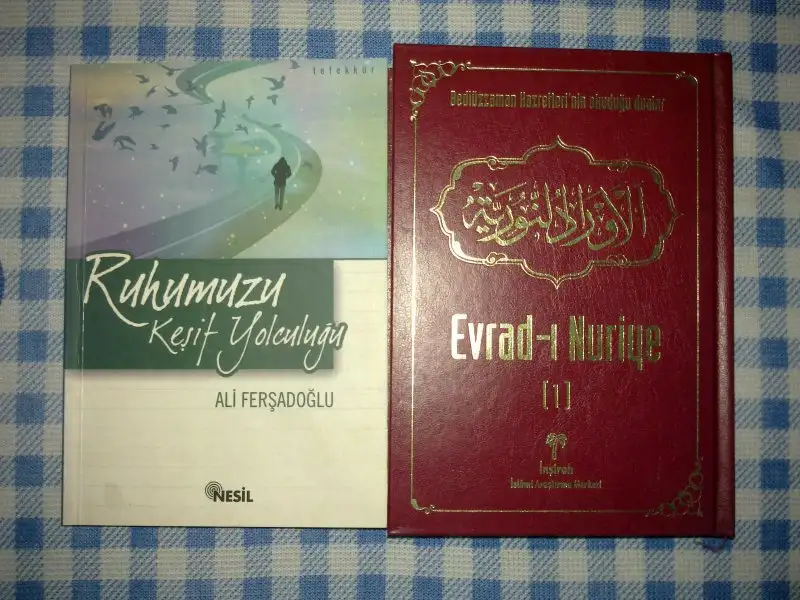 tefekkür
Ruhumuzu
Keşif Yolculuğu
ALİ FERŞADOĞLU
NESİL
Bediüzzaman Hazretleri'nin okuduğu dualar
الأوراد النورية
Evrad-ı Nuriye
[1]
İnşirah
İslâmî Araştırma Merkezi